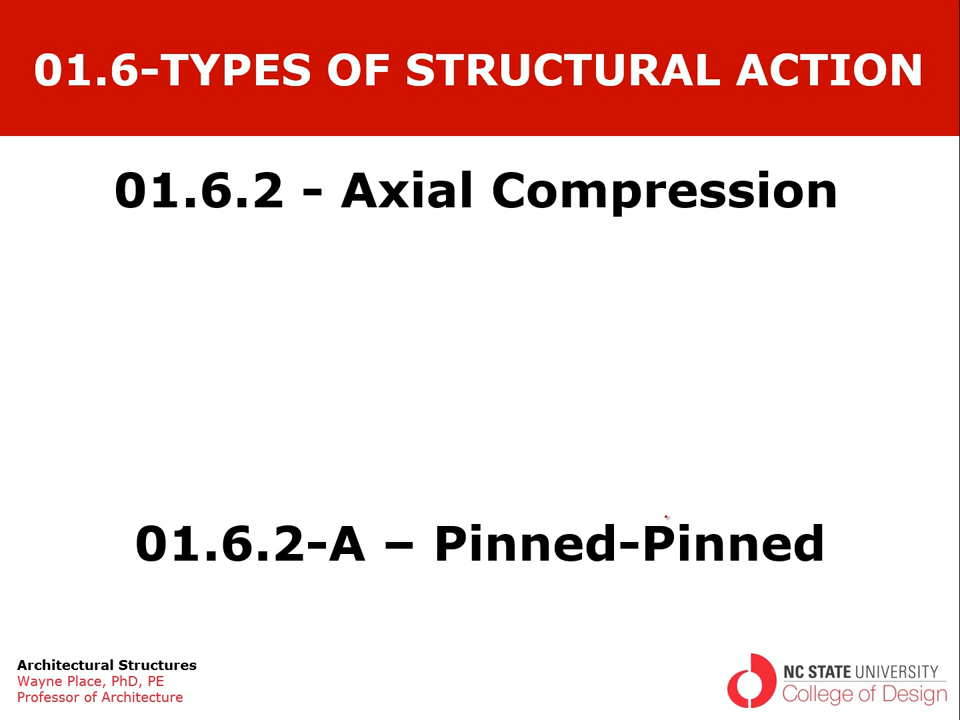 01.6-TYPES OF STRUCTURAL ACTION
01.6.2 - Axial Compression
01.6.2-A – Pinned-Pinned
Architectural Structures
Wayne Place, PhD, PE
Professor of Architecture
NC STATE UNIVERSITY
College of Design